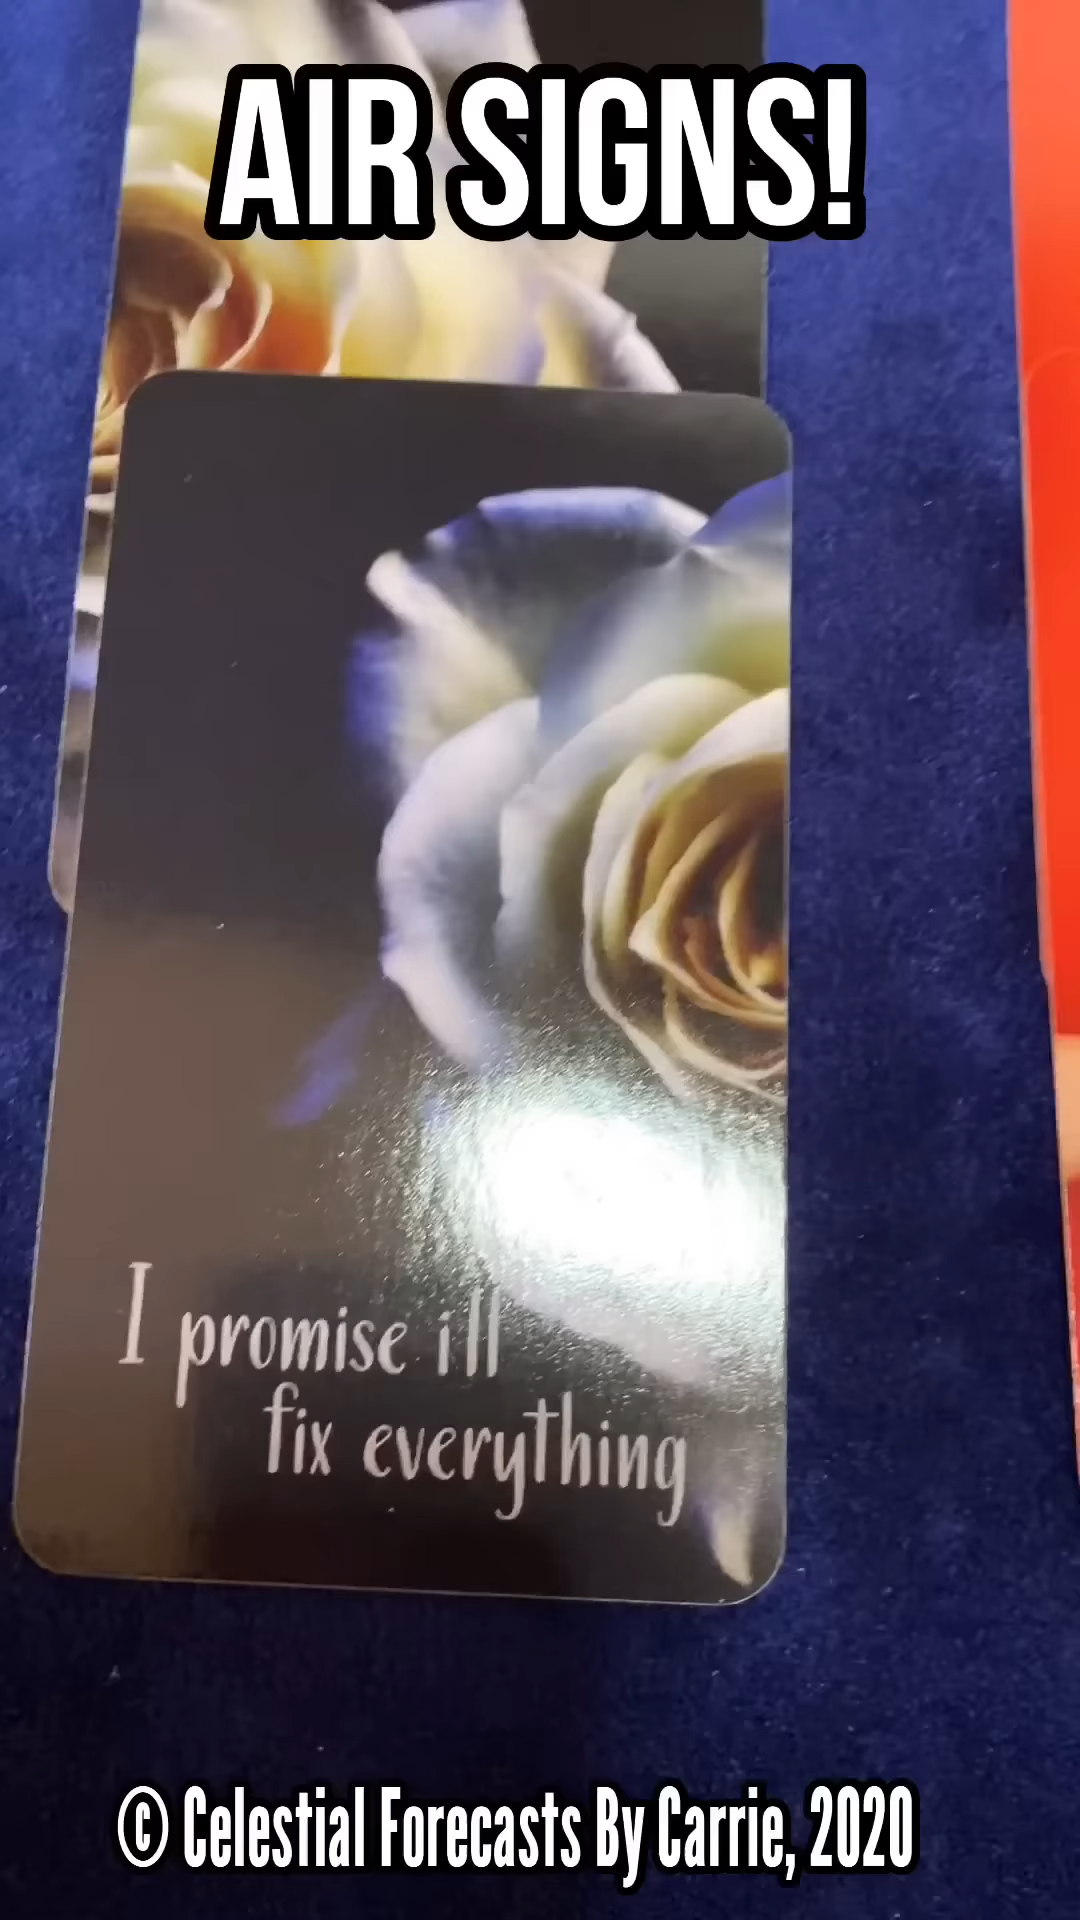 AIR SIGNS!
I promise ill
fix everything
© Celestial Forecasts By Carrie, 2020